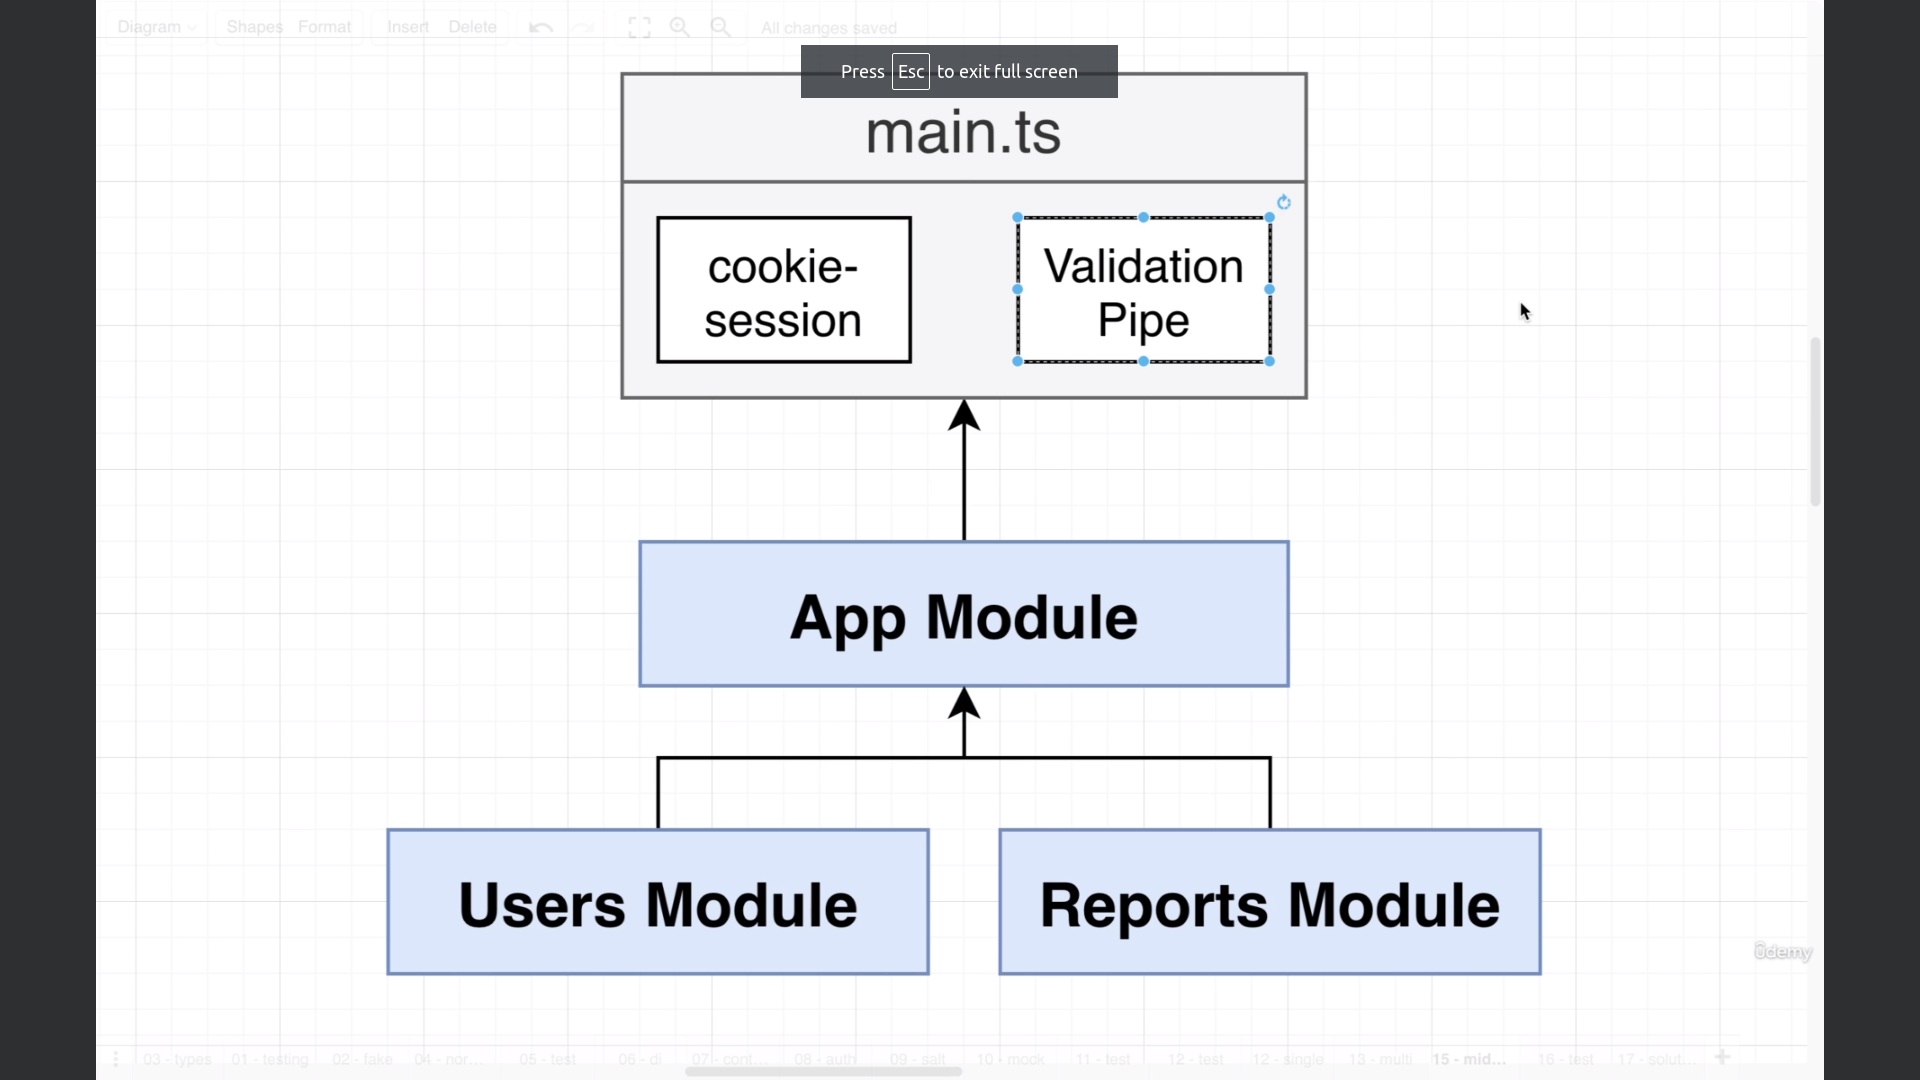 Diagram Shapes Format Insert Delete All changes saved
Press Esc to exit full screen
main.ts
cookie-
session
Validation
Pipe
App Module
Users Module
Reports Module
ûdemy
03 - types 01 - testing 02 - fake 04 - nor... 05 - test 06 - di 07 - cont... 08 - auth 09 - salt 10 - mock 11 - test 12 - test 12 - single 13 - multi 15 - mid... 16 - test 17 - solut...